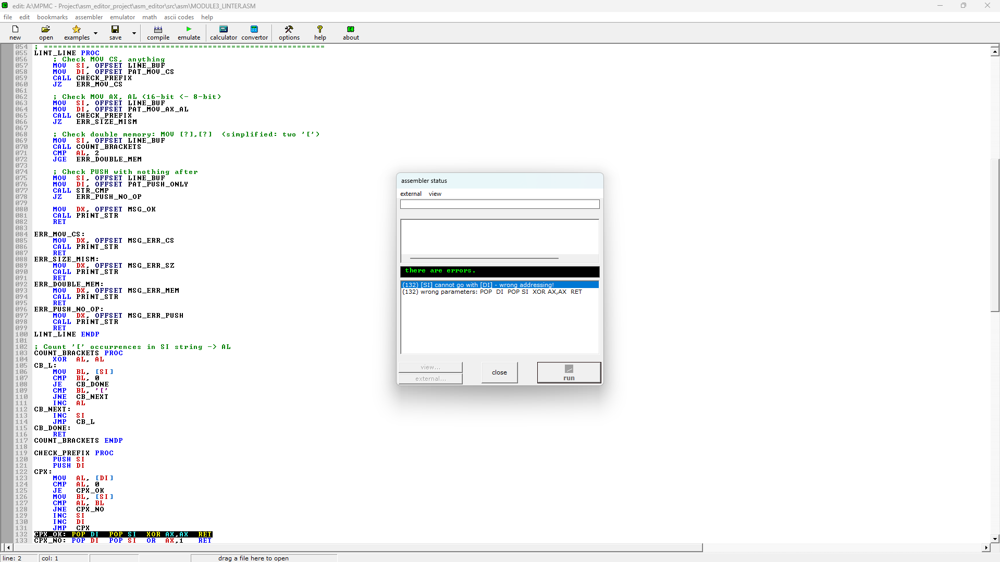 edit: A:\MPMC - Project\asm_editor_project\asm_editor\src\asm\MODULE3_LINTER.ASM
file edit bookmarks assembler emulator math ascii codes help
new open examples save compile emulate calculator convertor options help about
054 ; ============================================================
055 LINT_LINE PROC
056     ; Check MOV CS, anything
057     MOV  SI, OFFSET LINE_BUF
058     MOV  DI, OFFSET PAT_MOV_CS
059     CALL CHECK_PREFIX
060     JZ   ERR_MOV_CS
061
062     ; Check MOV AX, AL (16-bit <- 8-bit)
063     MOV  SI, OFFSET LINE_BUF
064     MOV  DI, OFFSET PAT_MOV_AX_AL
065     CALL CHECK_PREFIX
066     JZ   ERR_SIZE_MISM
067
068     ; Check double memory: MOV [?],[?]  (simplified: two '[')
069     MOV  SI, OFFSET LINE_BUF
070     CALL COUNT_BRACKETS
071     CMP  AL, 2
072     JGE  ERR_DOUBLE_MEM
073
074     ; Check PUSH with nothing after
075     MOV  SI, OFFSET LINE_BUF
076     MOV  DI, OFFSET PAT_PUSH_ONLY
077     CALL STR_CMP
078     JZ   ERR_PUSH_NO_OP
079
080     MOV  DX, OFFSET MSG_OK
081     CALL PRINT_STR
082     RET
083
084 ERR_MOV_CS:
085     MOV  DX, OFFSET MSG_ERR_CS
086     CALL PRINT_STR
087     RET
088 ERR_SIZE_MISM:
089     MOV  DX, OFFSET MSG_ERR_SZ
090     CALL PRINT_STR
091     RET
092 ERR_DOUBLE_MEM:
093     MOV  DX, OFFSET MSG_ERR_MEM
094     CALL PRINT_STR
095     RET
096 ERR_PUSH_NO_OP:
097     MOV  DX, OFFSET MSG_ERR_PUSH
098     CALL PRINT_STR
099     RET
100 LINT_LINE ENDP
101
102 ; Count '[' occurrences in SI string -> AL
103 COUNT_BRACKETS PROC
104     XOR  AL, AL
105 CB_L:
106     MOV  BL, [SI]
107     CMP  BL, 0
108     JE   CB_DONE
109     CMP  BL, '['
110     JNE  CB_NEXT
111     INC  AL
112 CB_NEXT:
113     INC  SI
114     JMP  CB_L
115 CB_DONE:
116     RET
117 COUNT_BRACKETS ENDP
118
119 CHECK_PREFIX PROC
120     PUSH SI
121     PUSH DI
122 CPX:
123     MOV  AL, [DI]
124     CMP  AL, 0
125     JE   CPX_OK
126     MOV  BL, [SI]
127     CMP  AL, BL
128     JNE  CPX_NO
129     INC  SI
130     INC  DI
131     JMP  CPX
132 CPX_OK: POP DI  POP SI  XOR AX,AX  RET
133 CPX_NO: POP DI  POP SI  OR  AX,1   RET
assembler status
external view
there are errors.
(132) [SI] cannot go with [DI] - wrong addressing!
(132) wrong parameters: POP  DI  POP SI  XOR AX,AX  RET
view...
external...
close
run
line: 2 col: 1 drag a file here to open